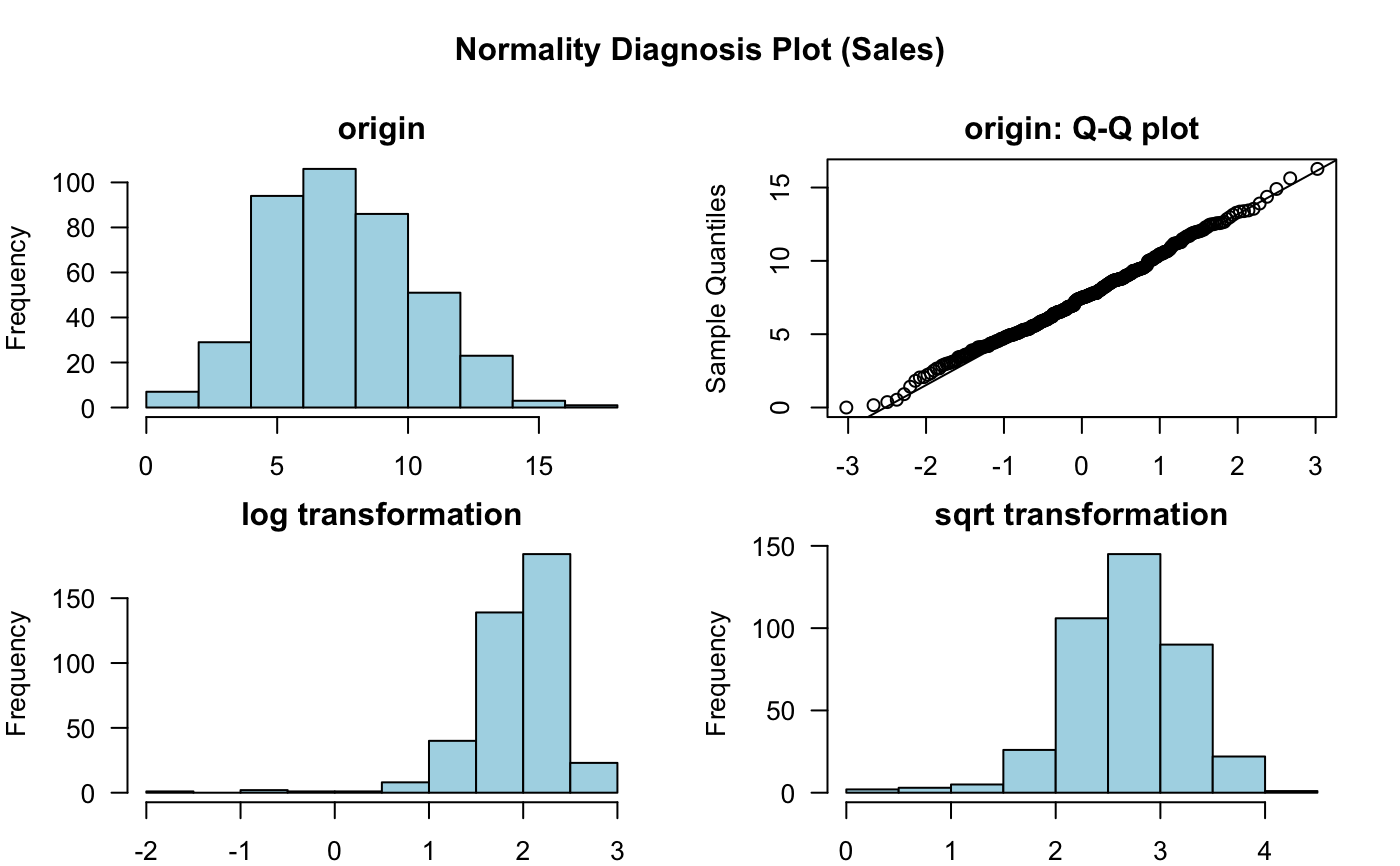 Normality Diagnosis Plot (Sales)
origin
Frequency
100
80
60
40
20
0
0 5 10 15
origin: Q-Q plot
Sample Quantiles
15
10
5
0
-3 -2 -1 0 1 2 3
log transformation
Frequency
150
100
50
0
-2 -1 0 1 2 3
sqrt transformation
Frequency
150
100
50
0
0 1 2 3 4